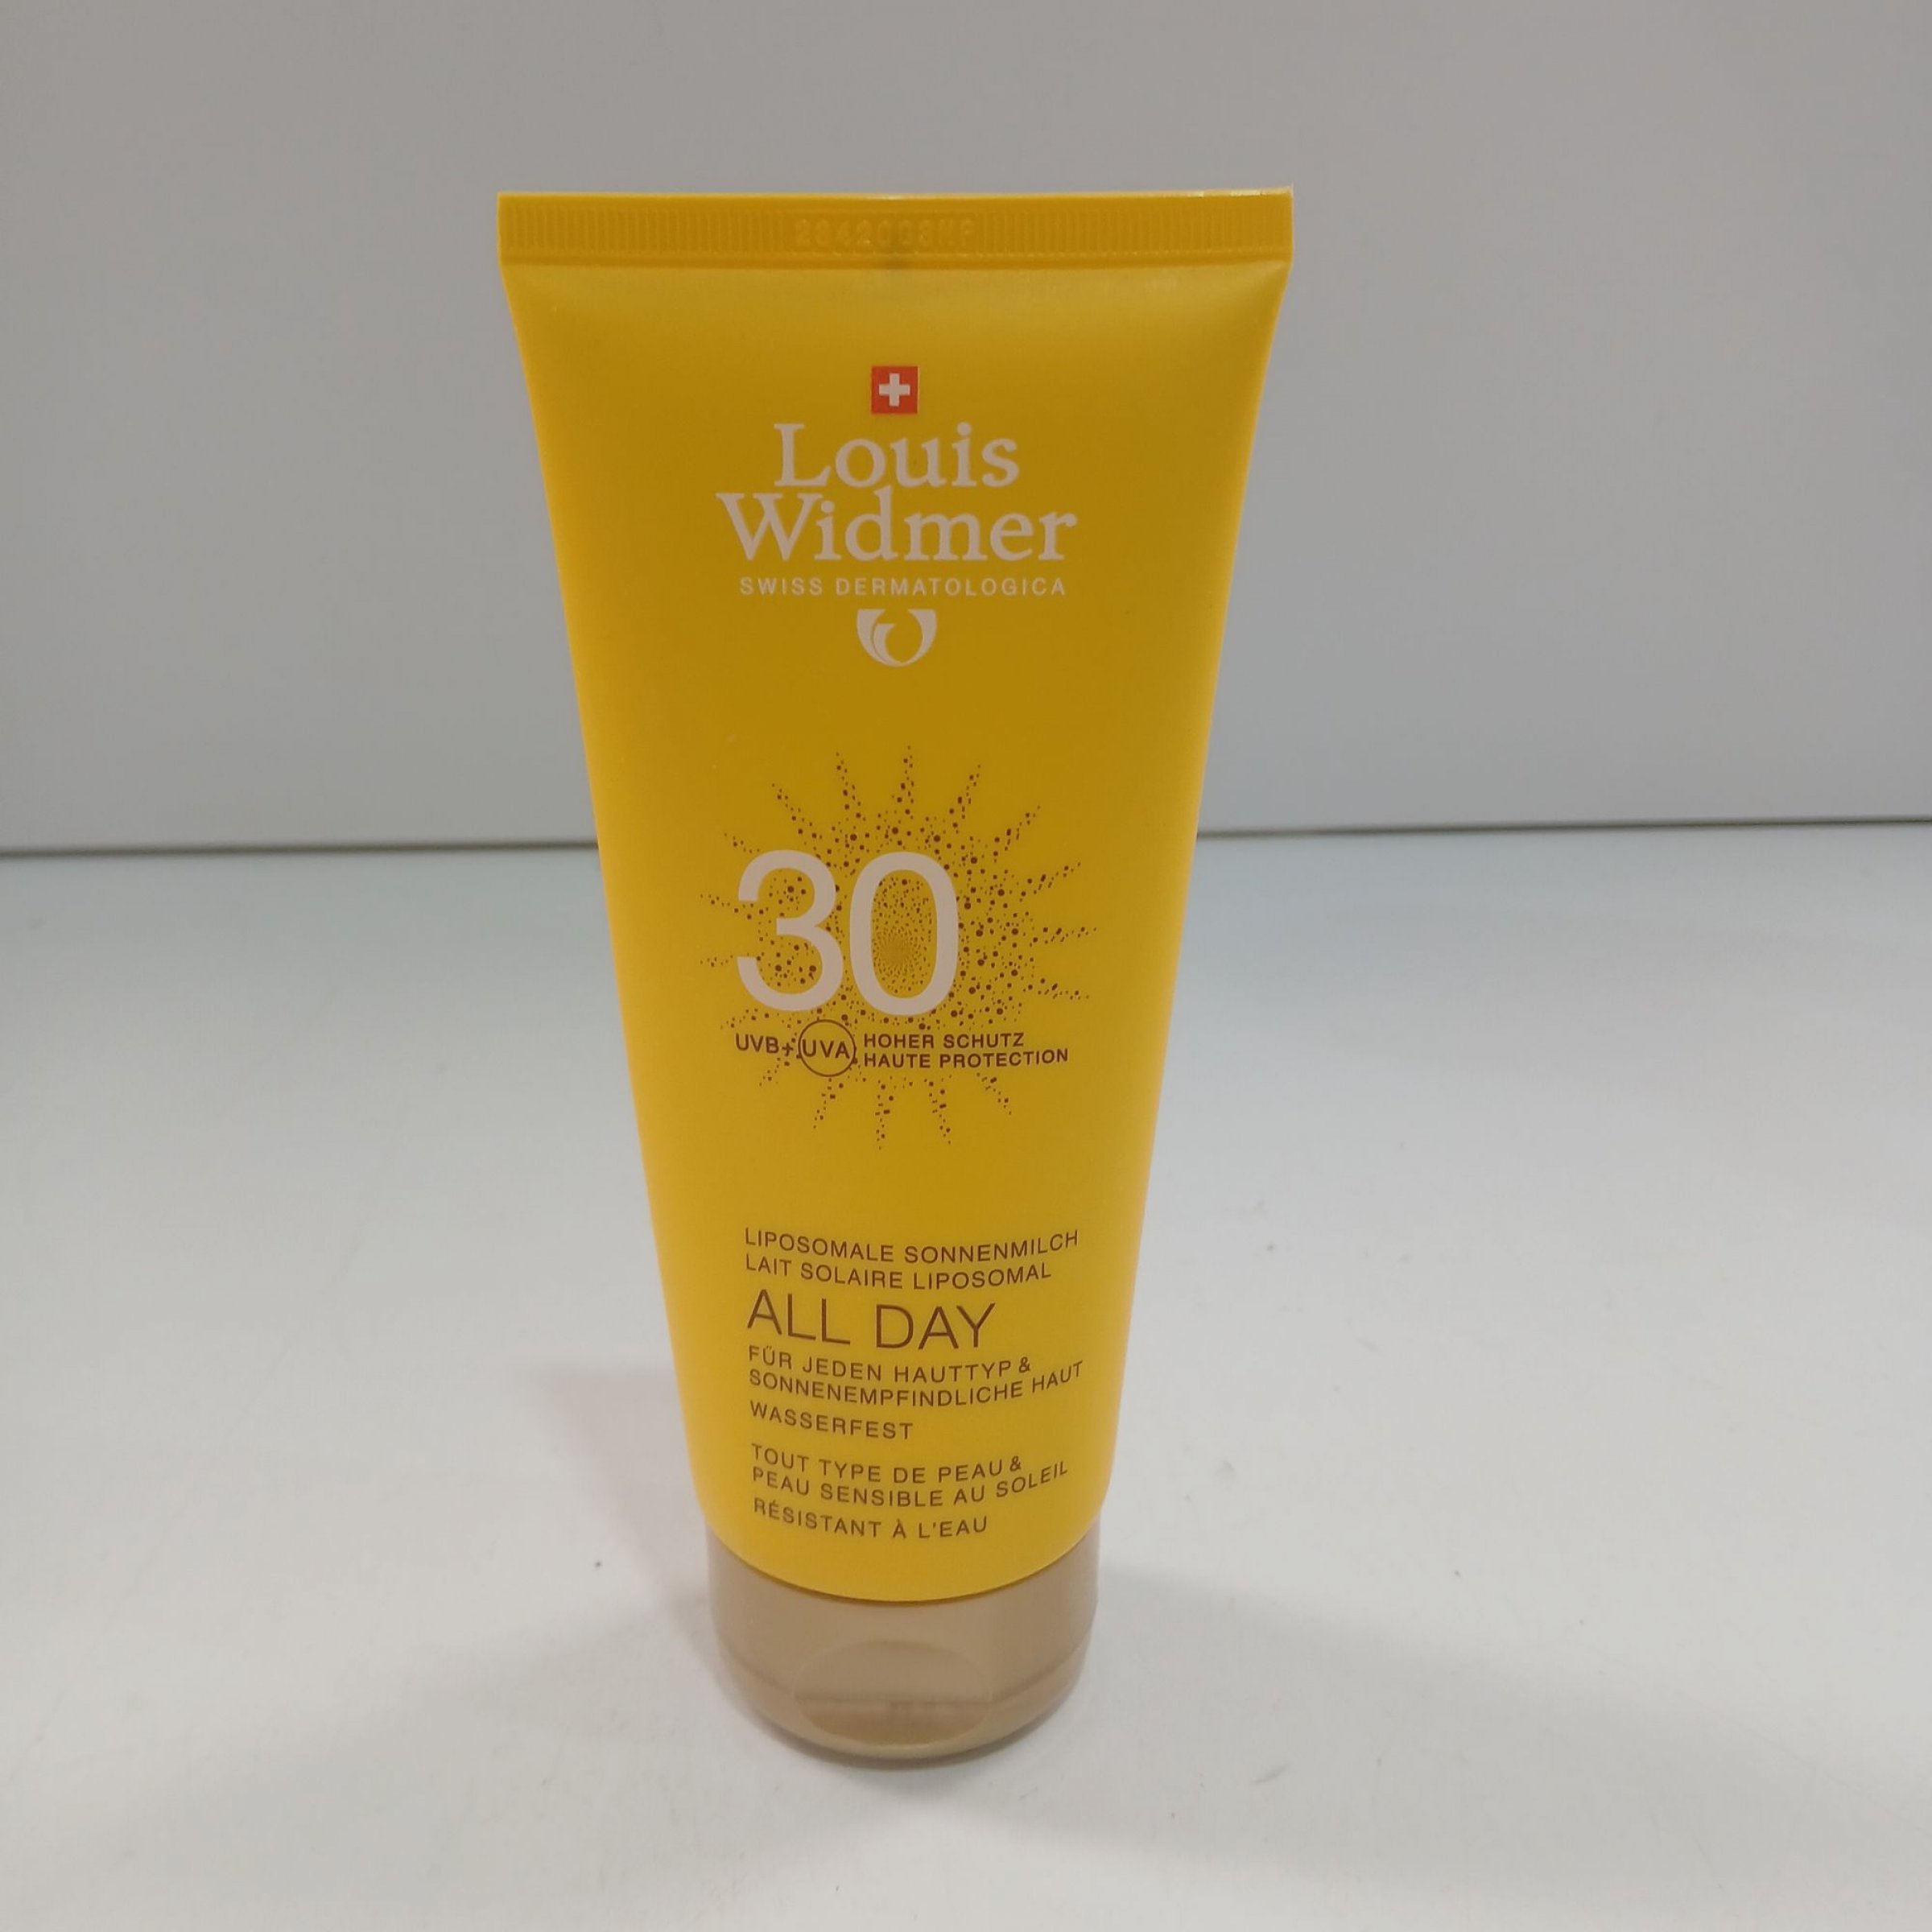 Louis
Widmer
SWISS DERMATOLOGICA
30
UVB+UVA HOHER SCHUTZ
HAUTE PROTECTION
LIPOSOMALE SONNENMILCH
LAIT SOLAIRE LIPOSOMAL
ALL DAY
FÜR JEDEN HAUTTYP &
SONNENEMPFINDLICHE HAUT
WASSERFEST
TOUT TYPE DE PEAU &
PEAU SENSIBLE AU SOLEIL
RÉSISTANT À L'EAU